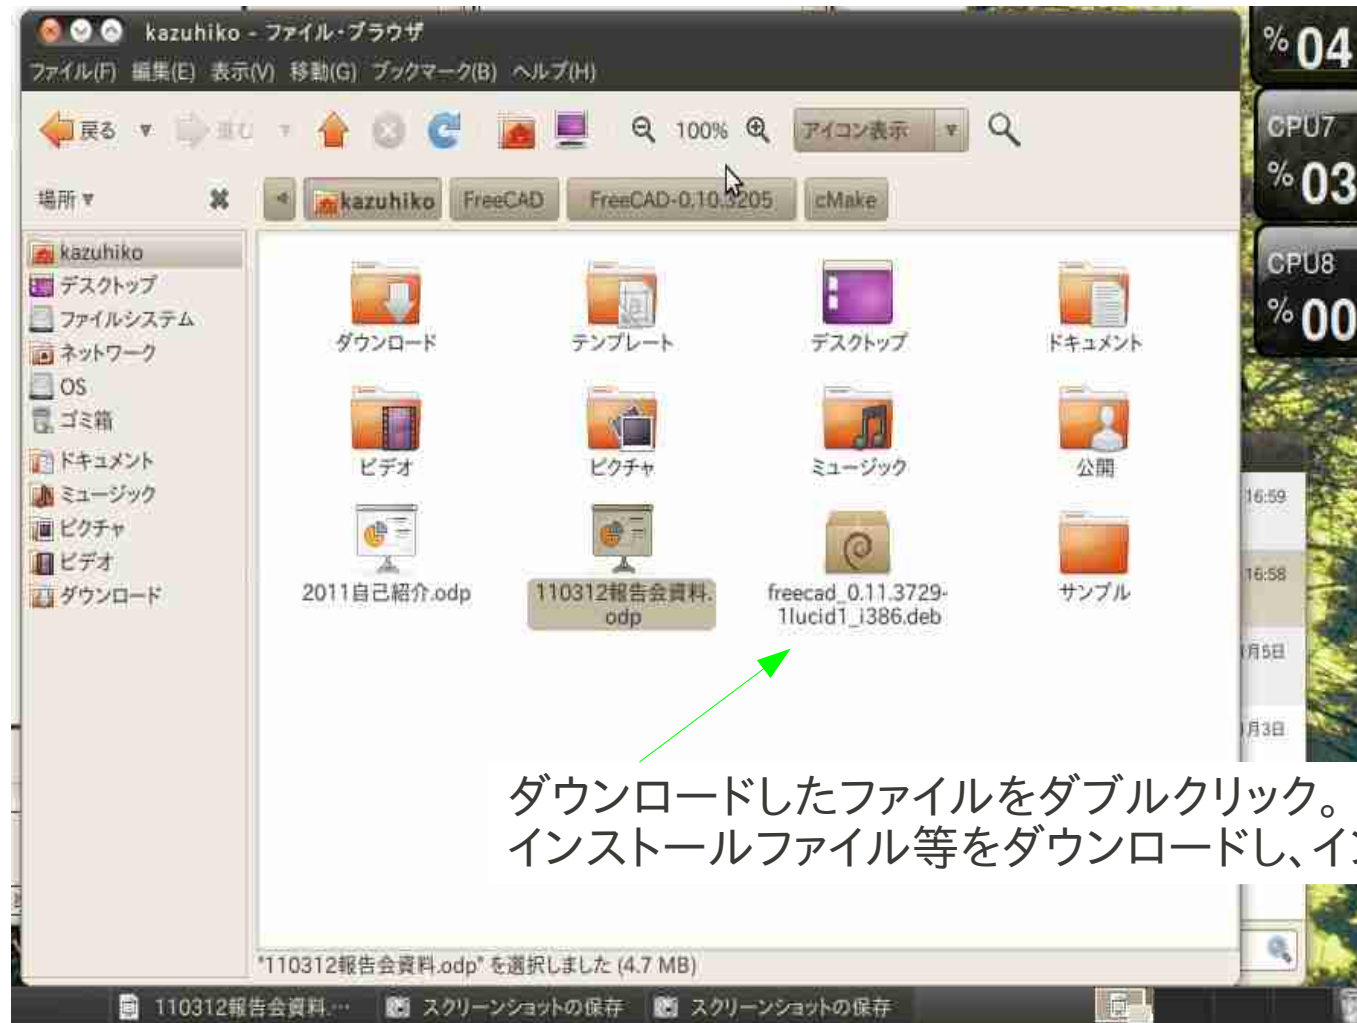 kazuhiko - ファイル・ブラウザ
ファイル(F) 編集(E) 表示(V) 移動(G) ブックマーク(B) ヘルプ(H)
戻る 進む 100% アイコン表示
場所 kazuhiko FreeCAD FreeCAD-0.10.3205 cMake
kazuhiko
デスクトップ
ファイルシステム
ネットワーク
OS
ゴミ箱
ドキュメント
ミュージック
ピクチャ
ビデオ
ダウンロード
ダウンロード テンプレート デスクトップ ドキュメント
ビデオ ピクチャ ミュージック 公開
2011自己紹介.odp 110312報告会資料. freecad_0.11.3729- サンプル
odp 1lucid1_i386.deb
ダウンロードしたファイルをダブルクリック。
インストールファイル等をダウンロードし、イン
"110312報告会資料.odp" を選択しました (4.7 MB)
110312報告会資料.… スクリーンショットの保存 スクリーンショットの保存
% 04
CPU7
% 03
CPU8
% 00
16:59
16:58
月5日
月3日